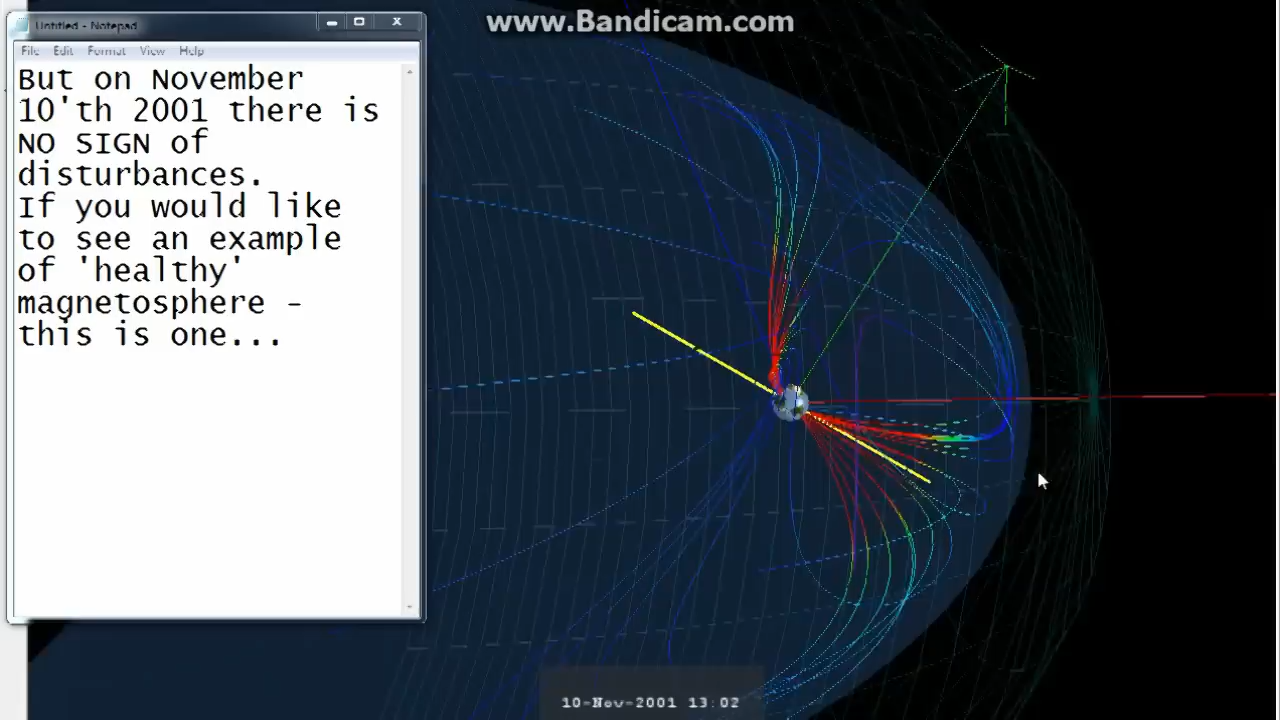 www.Bandicam.com
Untitled - Notepad
File Edit Format View Help
But on November
10'th 2001 there is
NO SIGN of
disturbances.
If you would like
to see an example
of 'healthy'
magnetosphere -
this is one...
10-Nov-2001 13:02